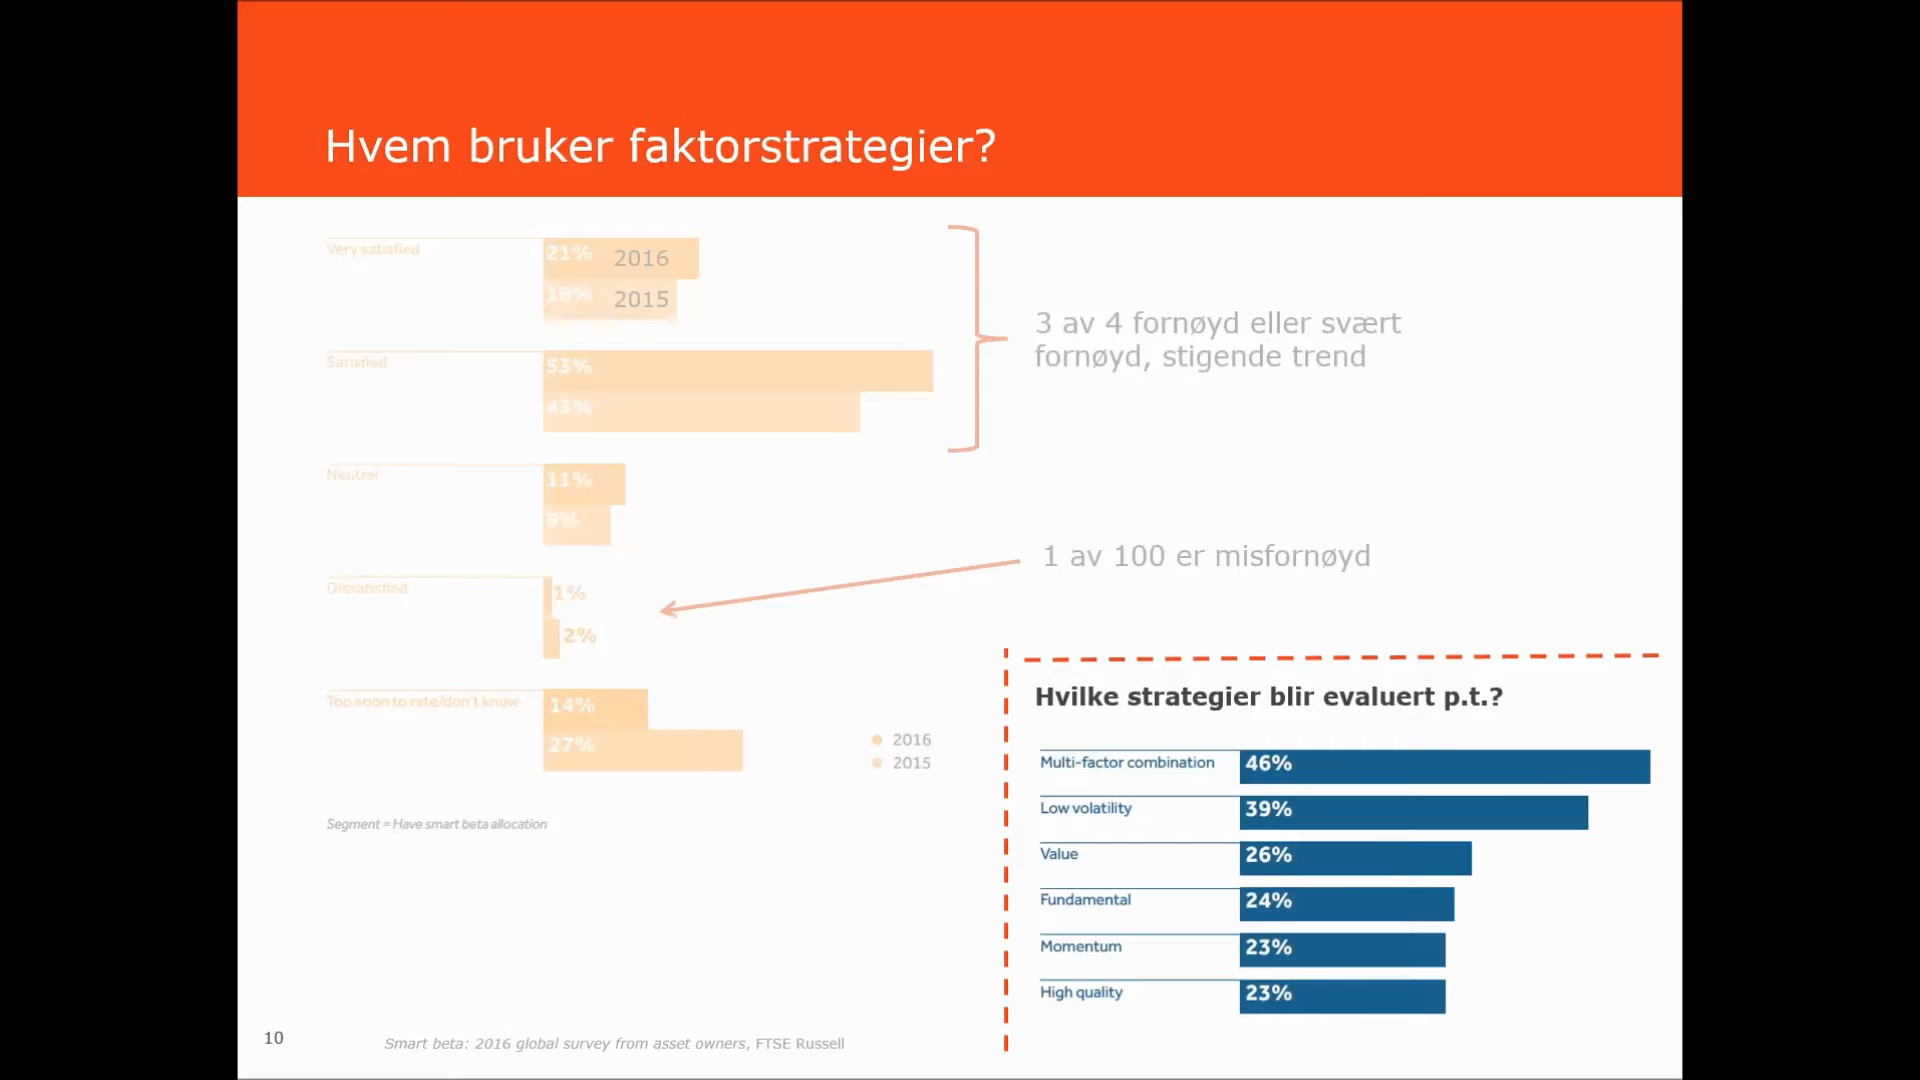 Hvem bruker faktorstrategier?
Very satisfied
21%
2016
18%
2015
Satisfied
53%
43%
3 av 4 fornøyd eller svært
fornøyd, stigende trend
Neutral
11%
9%
1 av 100 er misfornøyd
Dissatisfied
1%
2%
Too soon to rate/don't know
14%
27%
2016
2015
Segment = Have smart beta allocation
Hvilke strategier blir evaluert p.t.?
Multi-factor combination 46%
Low volatility 39%
Value 26%
Fundamental 24%
Momentum 23%
High quality 23%
10
Smart beta: 2016 global survey from asset owners, FTSE Russell